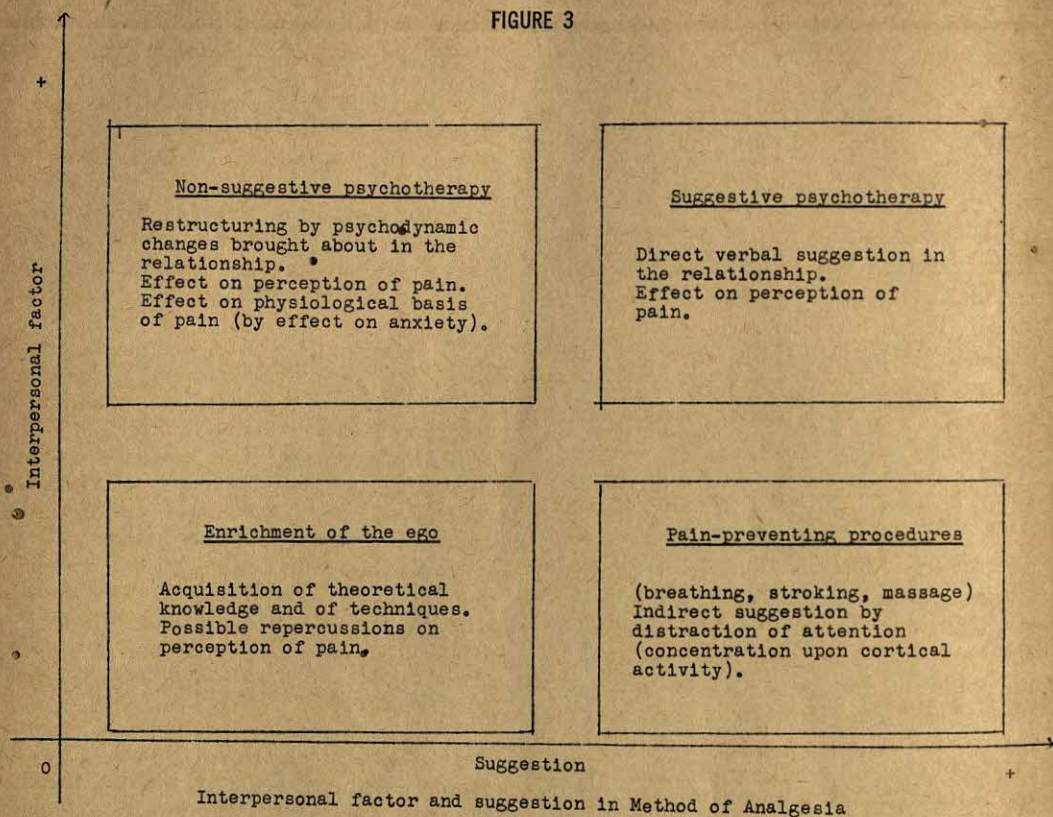 FIGURE 3
+
Non-suggestive psychotherapy
Restructuring by psychodynamic
changes brought about in the
relationship.
Effect on perception of pain.
Effect on physiological basis
of pain (by effect on anxiety).
Suggestive psychotherapy
Direct verbal suggestion in
the relationship.
Effect on perception of
pain.
Interpersonal factor
Enrichment of the ego
Acquisition of theoretical
knowledge and of techniques.
Possible repercussions on
perception of pain.
Pain-preventing procedures
(breathing, stroking, massage)
Indirect suggestion by
distraction of attention
(concentration upon cortical
activity).
0
Suggestion
+
Interpersonal factor and suggestion in Method of Analgesia